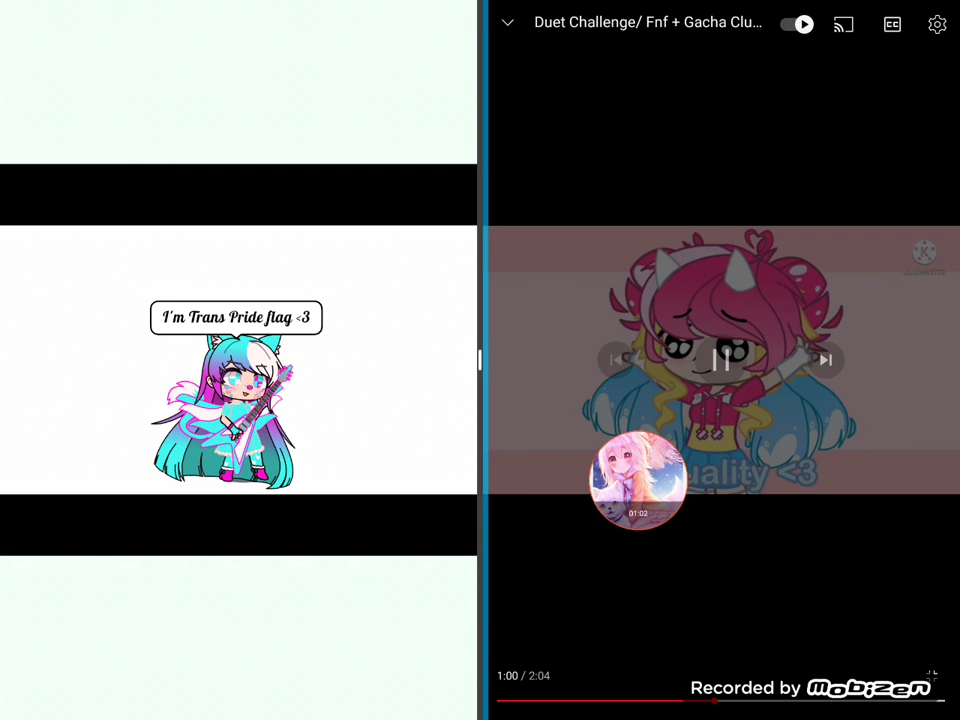 Duet Challenge/ Fnf + Gacha Clu...
CC
I'm Trans Pride flag <3
K
uality <3
01:02
1:00 / 2:04
Recorded by Mobizen